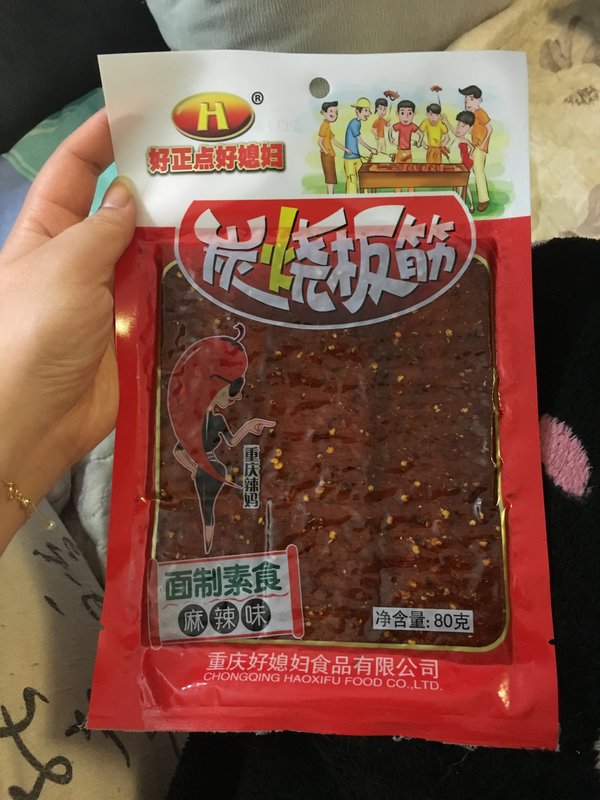 H®
好正点好媳妇
炭烧板筋
重庆辣妈
面制素食
麻辣味
净含量:80克
重庆好媳妇食品有限公司
CHONGQING HAOXIFU FOOD CO.,LTD.